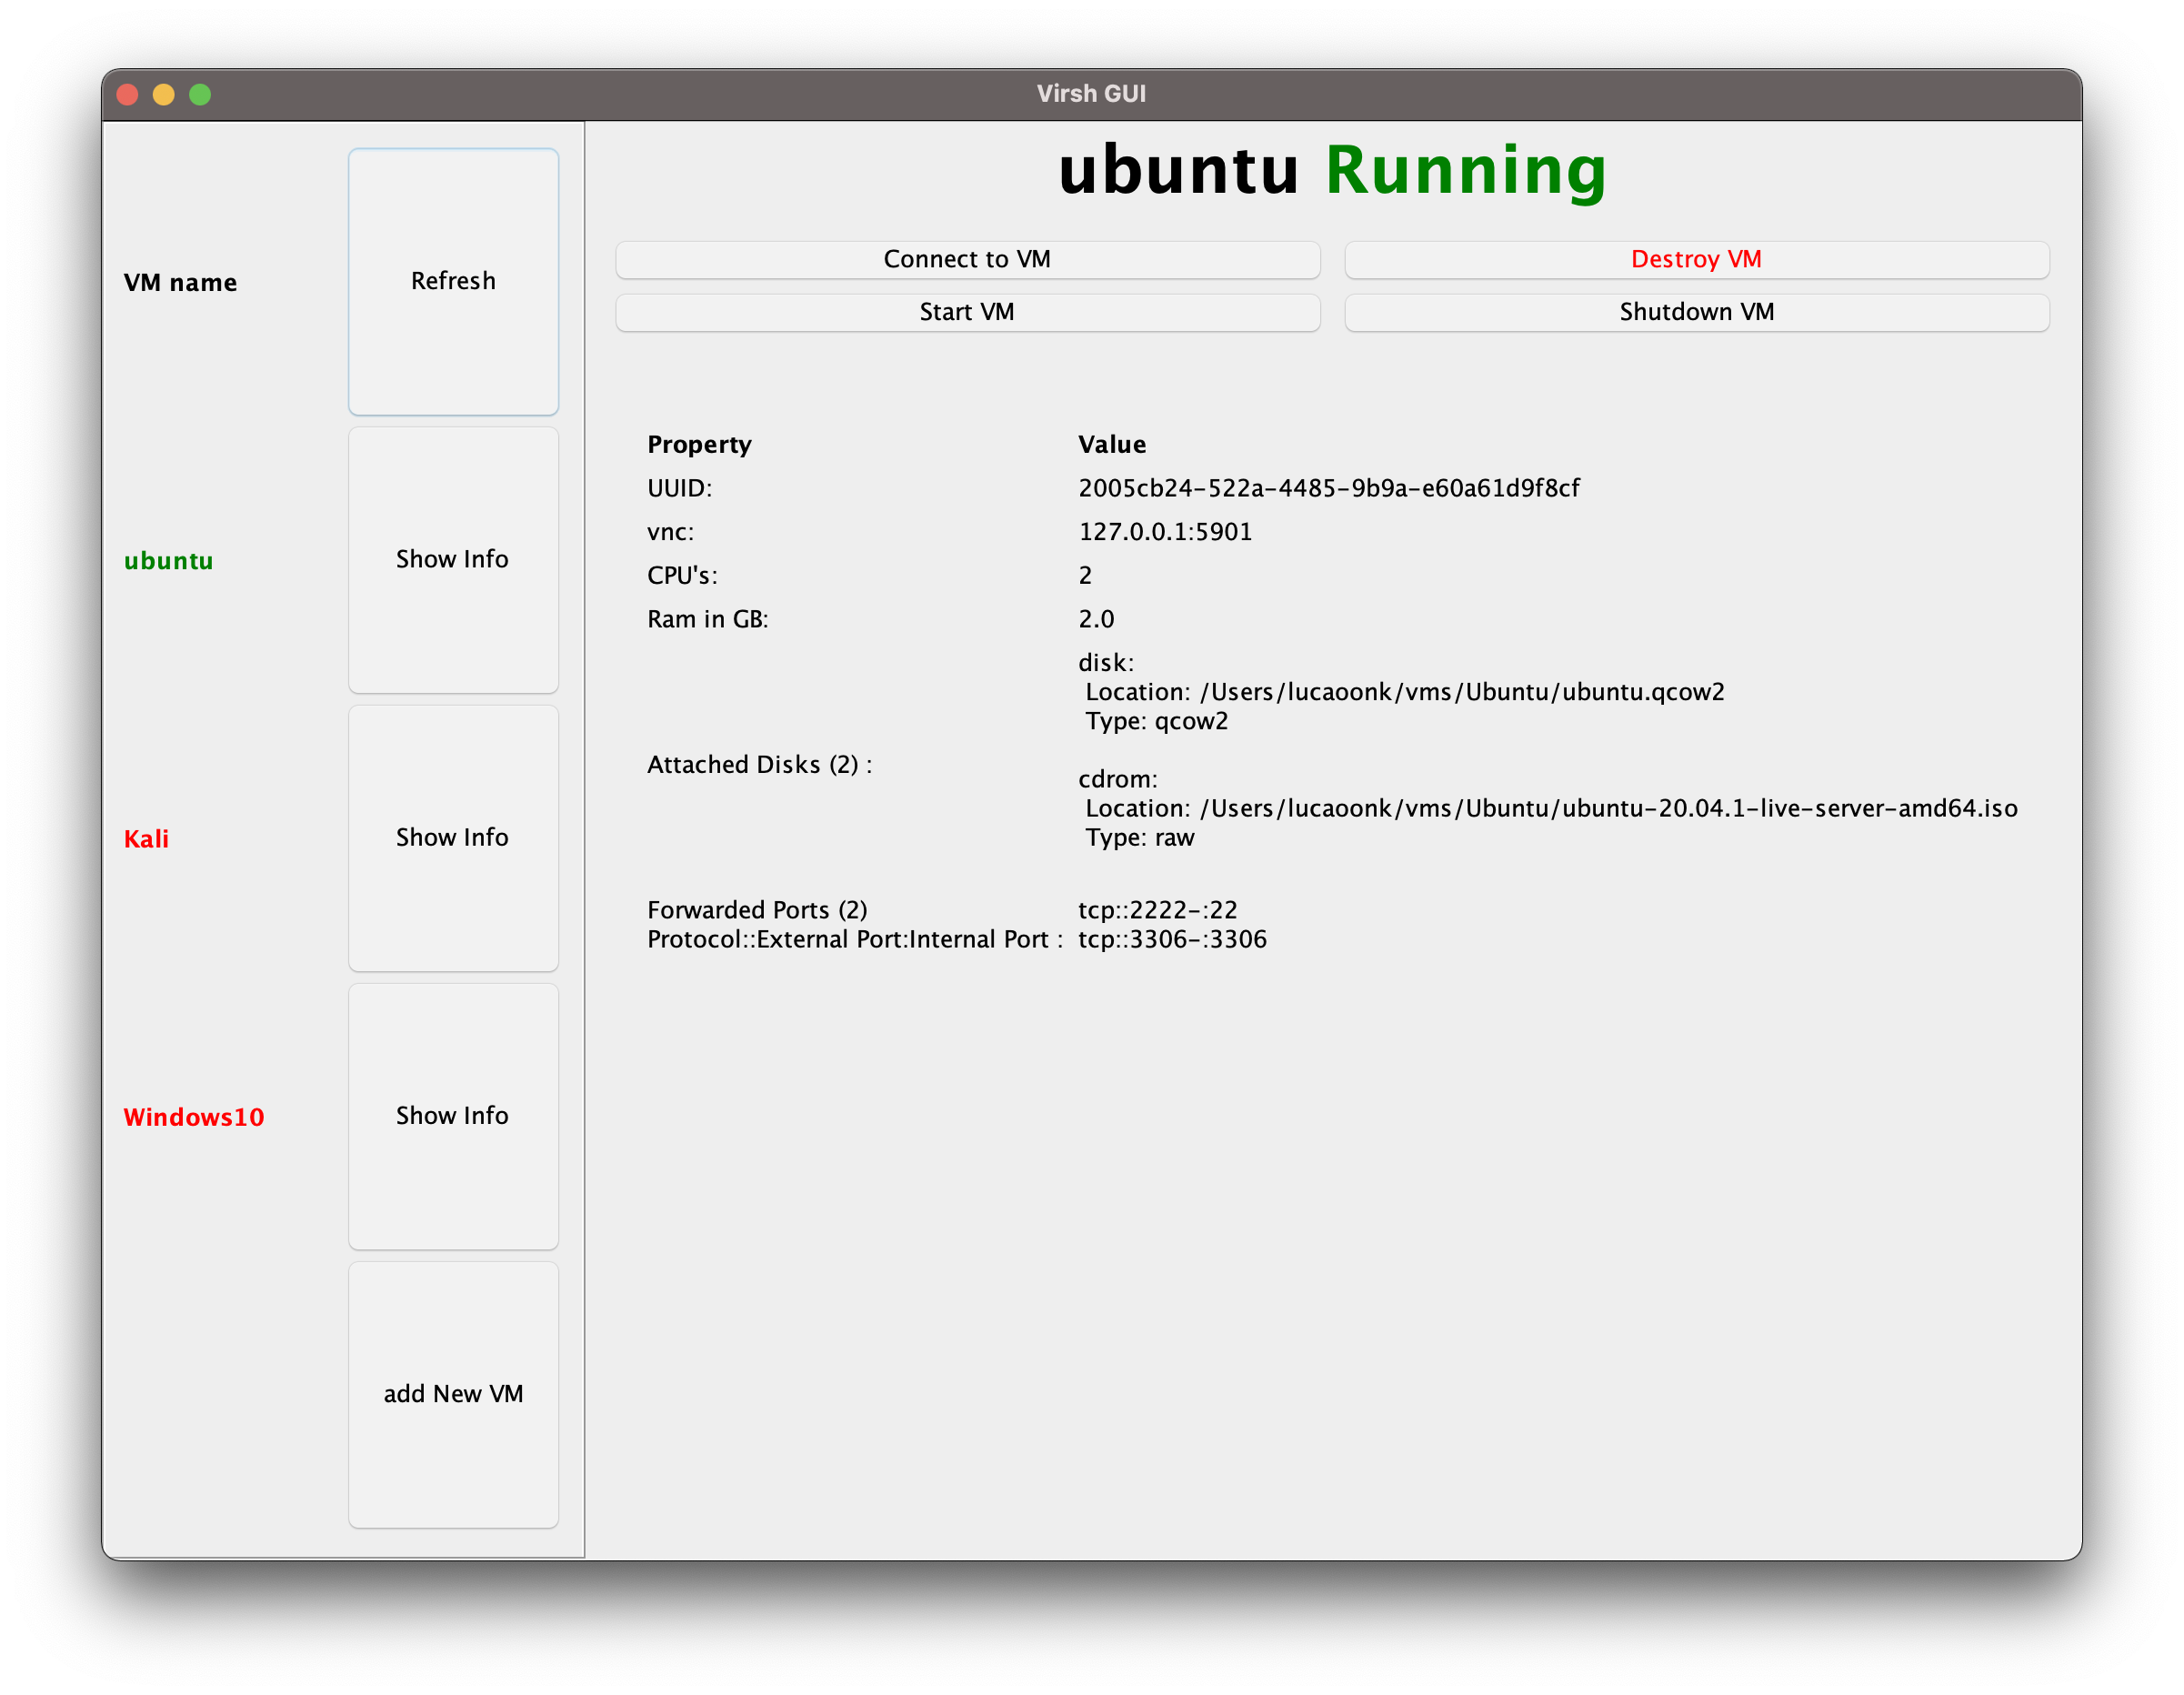 Virsh GUI
VM name
Refresh
ubuntu
Show Info
Kali
Show Info
Windows10
Show Info
add New VM
ubuntu Running
Connect to VM
Destroy VM
Start VM
Shutdown VM
Property Value
UUID: 2005cb24-522a-4485-9b9a-e60a61d9f8cf
vnc: 127.0.0.1:5901
CPU's: 2
Ram in GB: 2.0
Attached Disks (2) :
disk:
Location: /Users/lucaoonk/vms/Ubuntu/ubuntu.qcow2
Type: qcow2
cdrom:
Location: /Users/lucaoonk/vms/Ubuntu/ubuntu-20.04.1-live-server-amd64.iso
Type: raw
Forwarded Ports (2)
Protocol::External Port:Internal Port :
tcp::2222-:22
tcp::3306-:3306